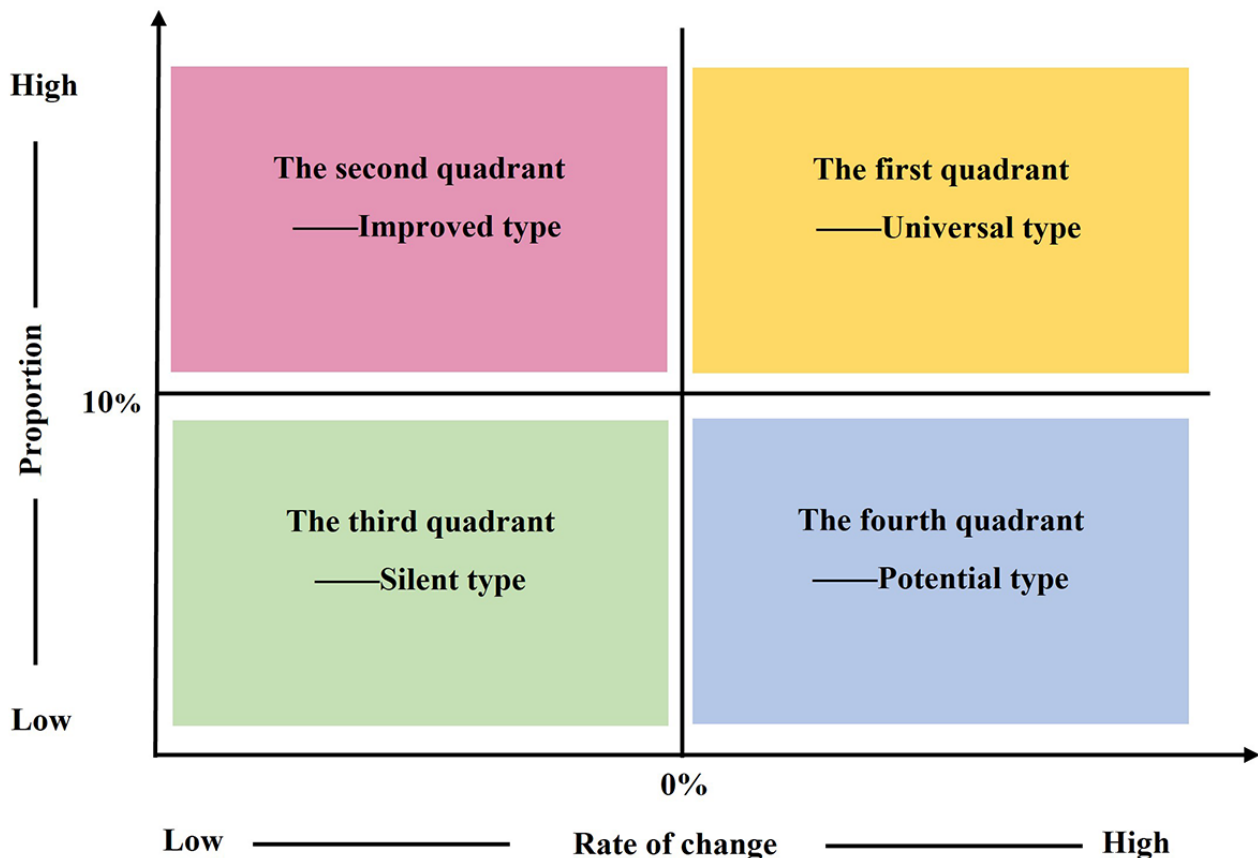 High
The second quadrant
——Improved type
The first quadrant
——Universal type
Proportion
10%
The third quadrant
——Silent type
The fourth quadrant
——Potential type
Low
0%
Low Rate of change High